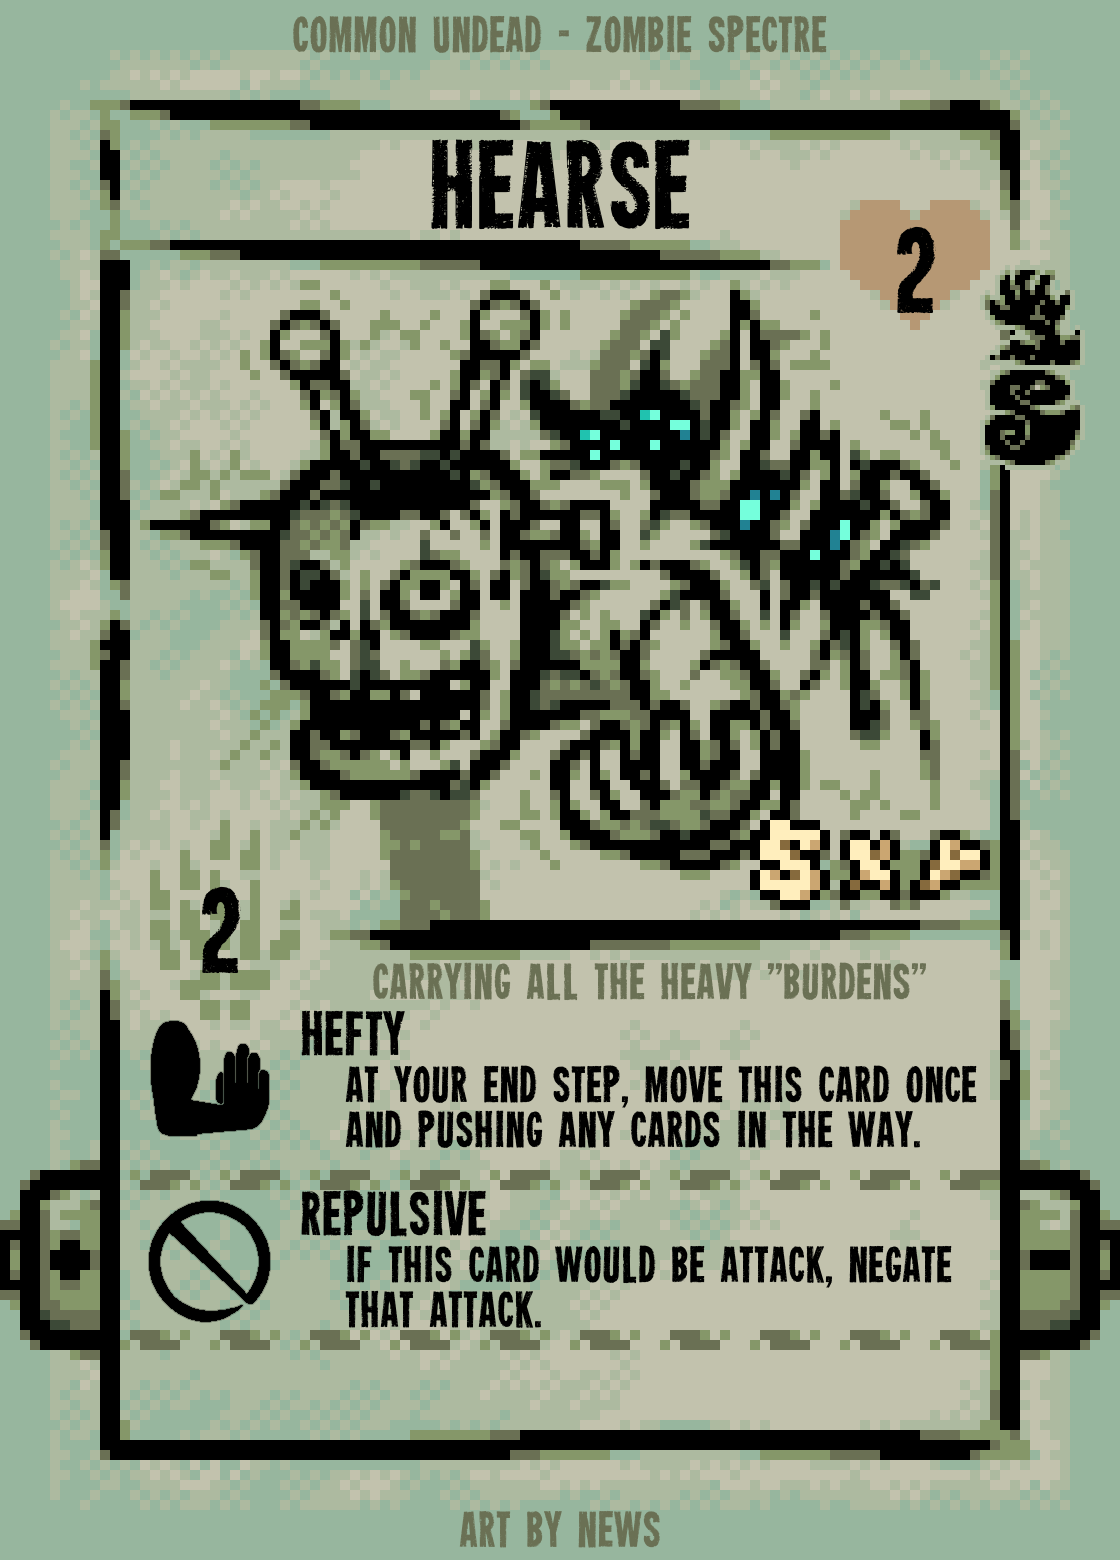 COMMON UNDEAD - ZOMBIE SPECTRE
HEARSE
2
SXP
2
CARRYING ALL THE HEAVY "BURDENS"
HEFTY
AT YOUR END STEP, MOVE THIS CARD ONCE
AND PUSHING ANY CARDS IN THE WAY.
REPULSIVE
IF THIS CARD WOULD BE ATTACK, NEGATE
THAT ATTACK.
ART BY NEWS